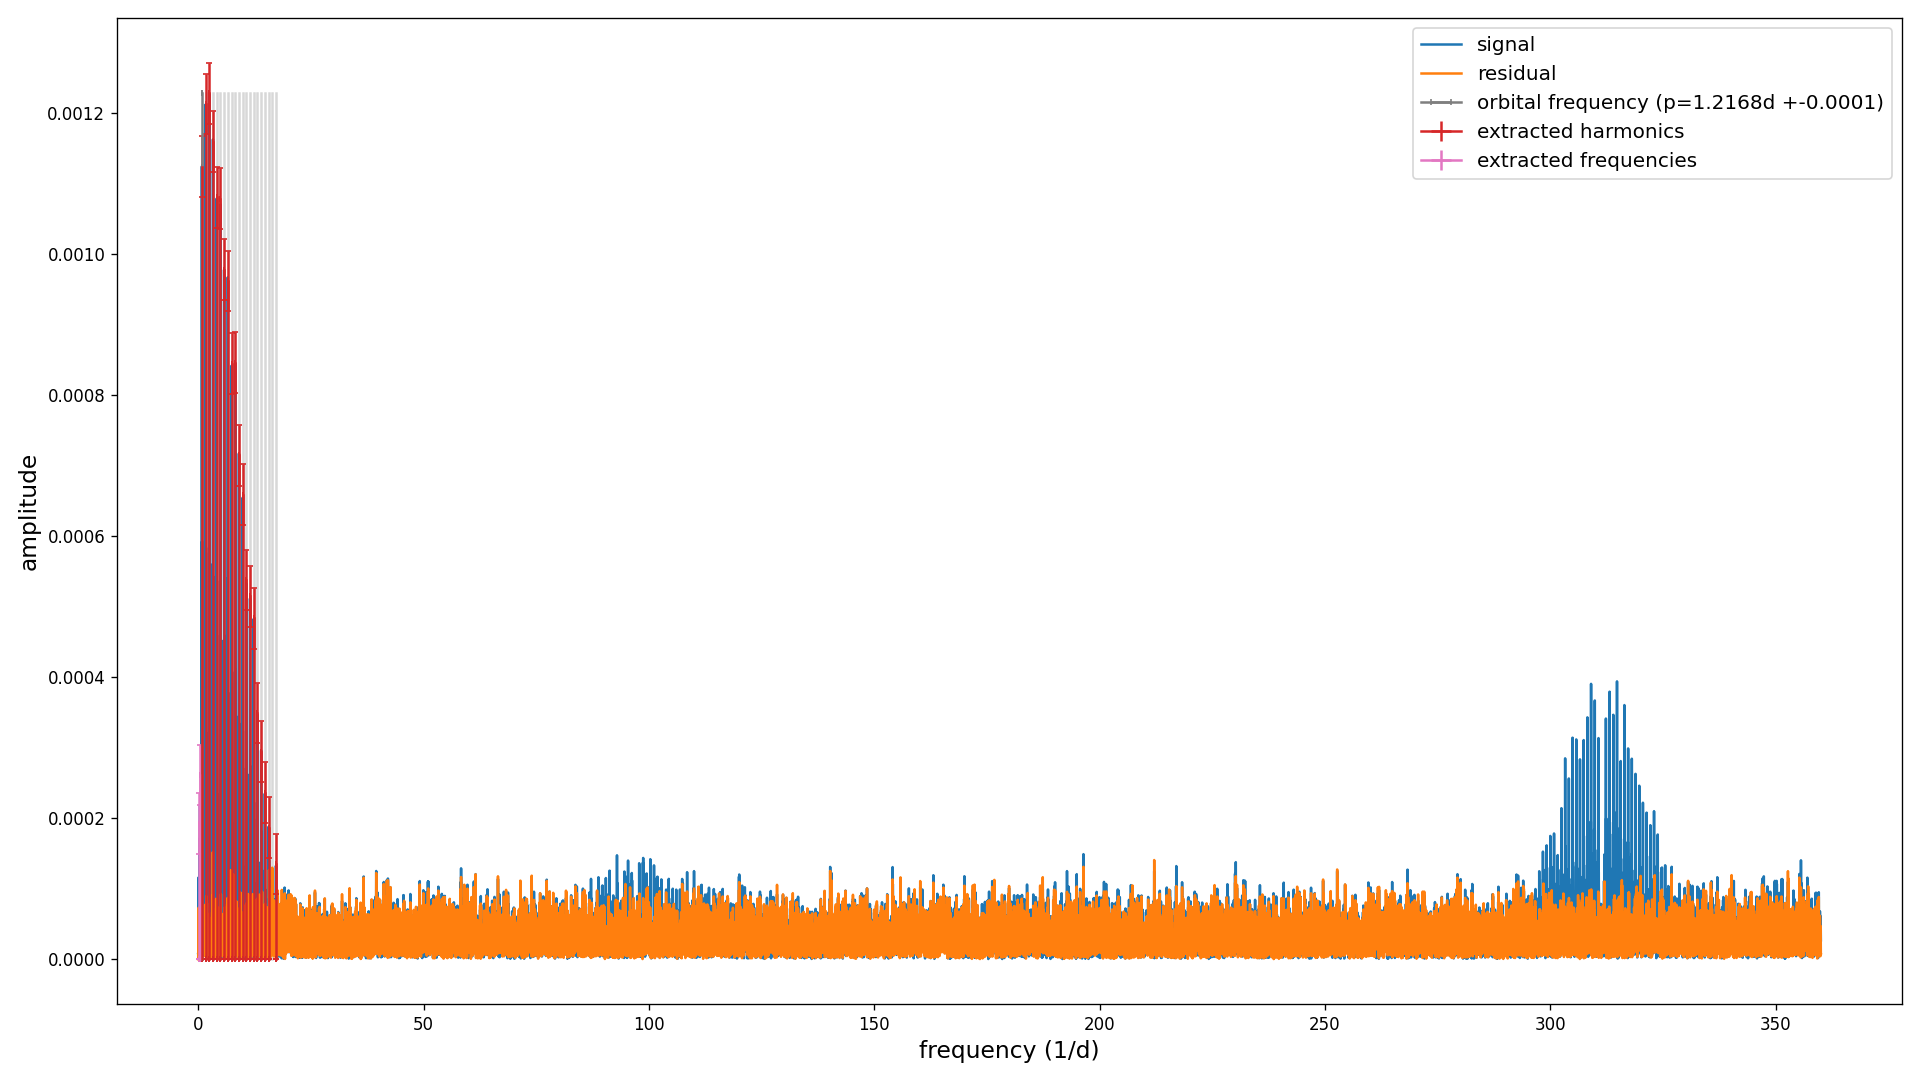 signal
residual
orbital frequency (p=1.2168d +-0.0001)
extracted harmonics
extracted frequencies
amplitude
0.0012
0.0010
0.0008
0.0006
0.0004
0.0002
0.0000
0 50 100 150 200 250 300 350
frequency (1/d)